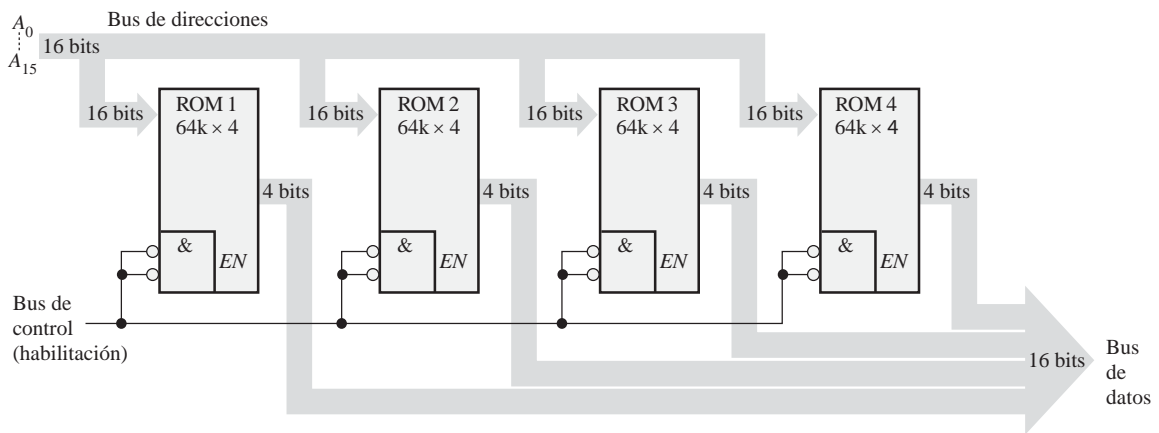 Bus de direcciones
A0
A15
16 bits
16 bits
ROM 1
64k × 4
16 bits
ROM 2
64k × 4
16 bits
ROM 3
64k × 4
16 bits
ROM 4
64k × 4
4 bits
4 bits
4 bits
4 bits
&
EN
&
EN
&
EN
&
EN
Bus de
control
(habilitación)
16 bits
Bus
de
datos